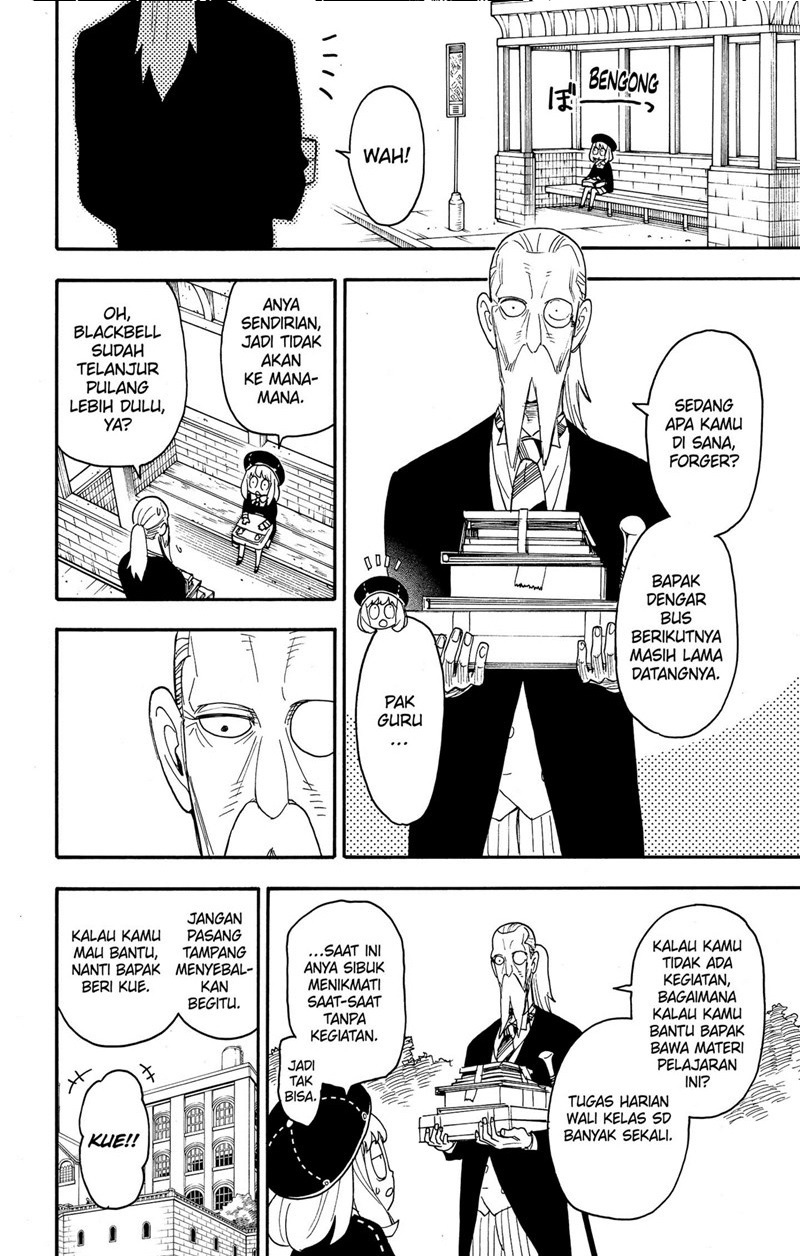 ぼーっ
BENGONG
WAH!
SEDANG
APA KAMU
DI SANA,
FORGER?
BAPAK
DENGAR
BUS
BERIKUTNYA
MASIH LAMA
DATANGNYA.
PAK
GURU
...
ANYA
SENDIRIAN,
JADI TIDAK
AKAN
KE MANA-
MANA.
OH,
BLACKBELL
SUDAH
TELANJUR
PULANG
LEBIH DULU,
YA?
KALAU KAMU
TIDAK ADA
KEGIATAN,
BAGAIMANA
KALAU KAMU
BANTU BAPAK
BAWA MATERI
PELAJARAN
INI?
TUGAS HARIAN
WALI KELAS SD
BANYAK SEKALI.
...SAAT INI
ANYA SIBUK
MENIKMATI
SAAT-SAAT
TANPA
KEGIATAN.
JADI
TAK
BISA.
JANGAN
PASANG
TAMPANG
MENYEBAL-
KAN
BEGITU.
KALAU KAMU
MAU BANTU,
NANTI BAPAK
BERI KUE.
KUE!!